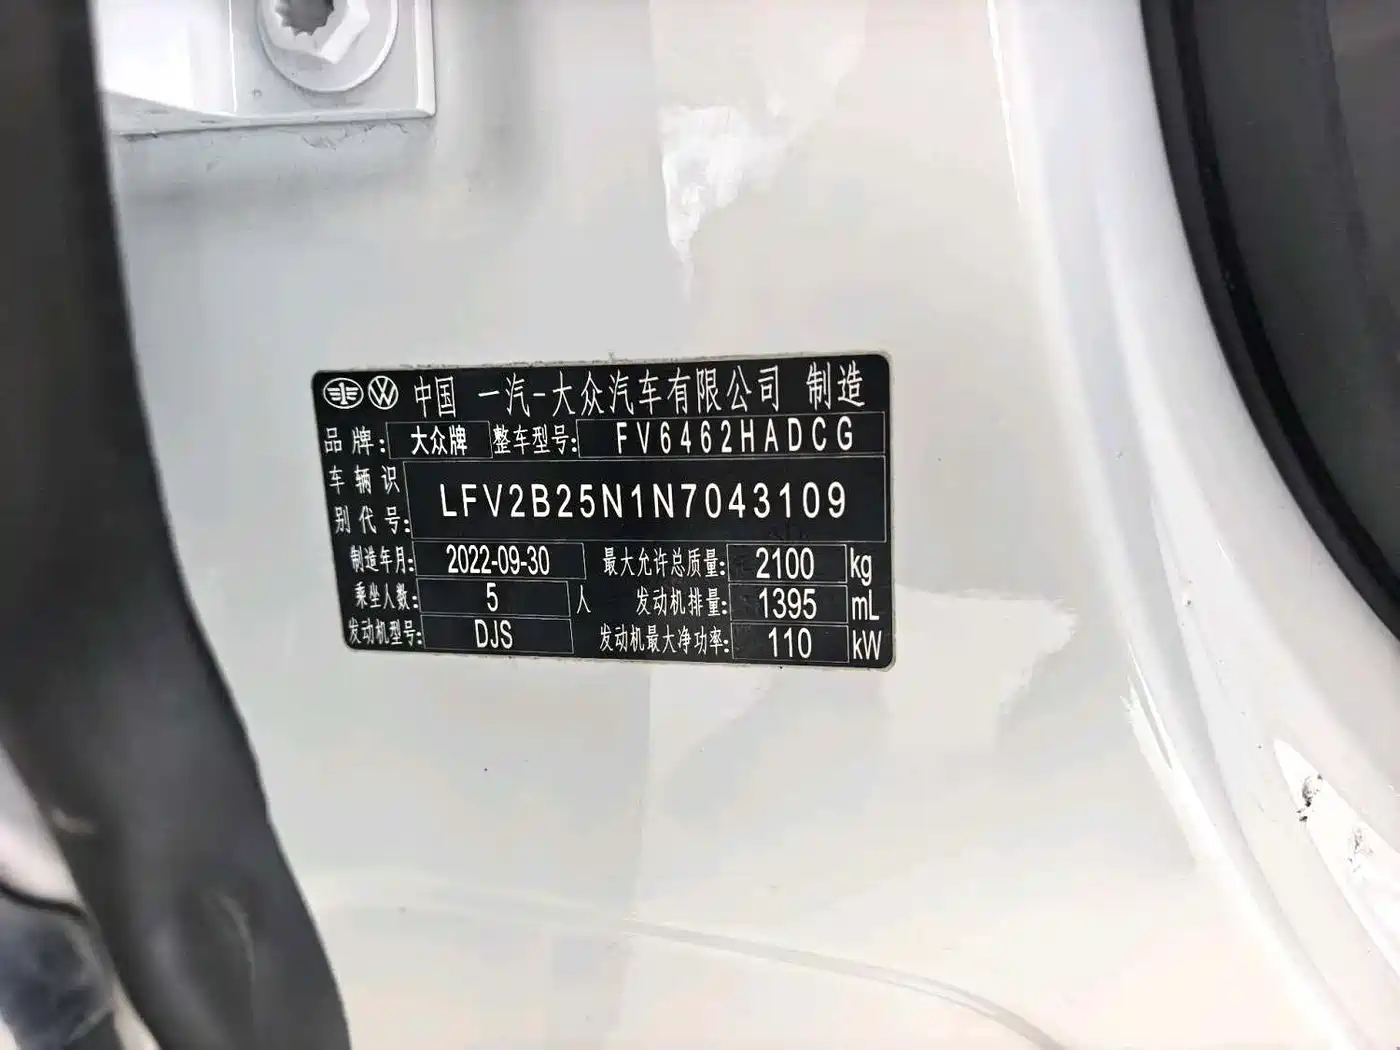 中国 一汽-大众汽车有限公司 制造
品牌: 大众牌 整车型号: FV6462HADCG
车辆识别代号: LFV2B25N1N7043109
制造年月: 2022-09-30 最大允许总质量: 2100 kg
乘坐人数: 5 人 发动机排量: 1395 mL
发动机型号: DJS 发动机最大净功率: 110 kW